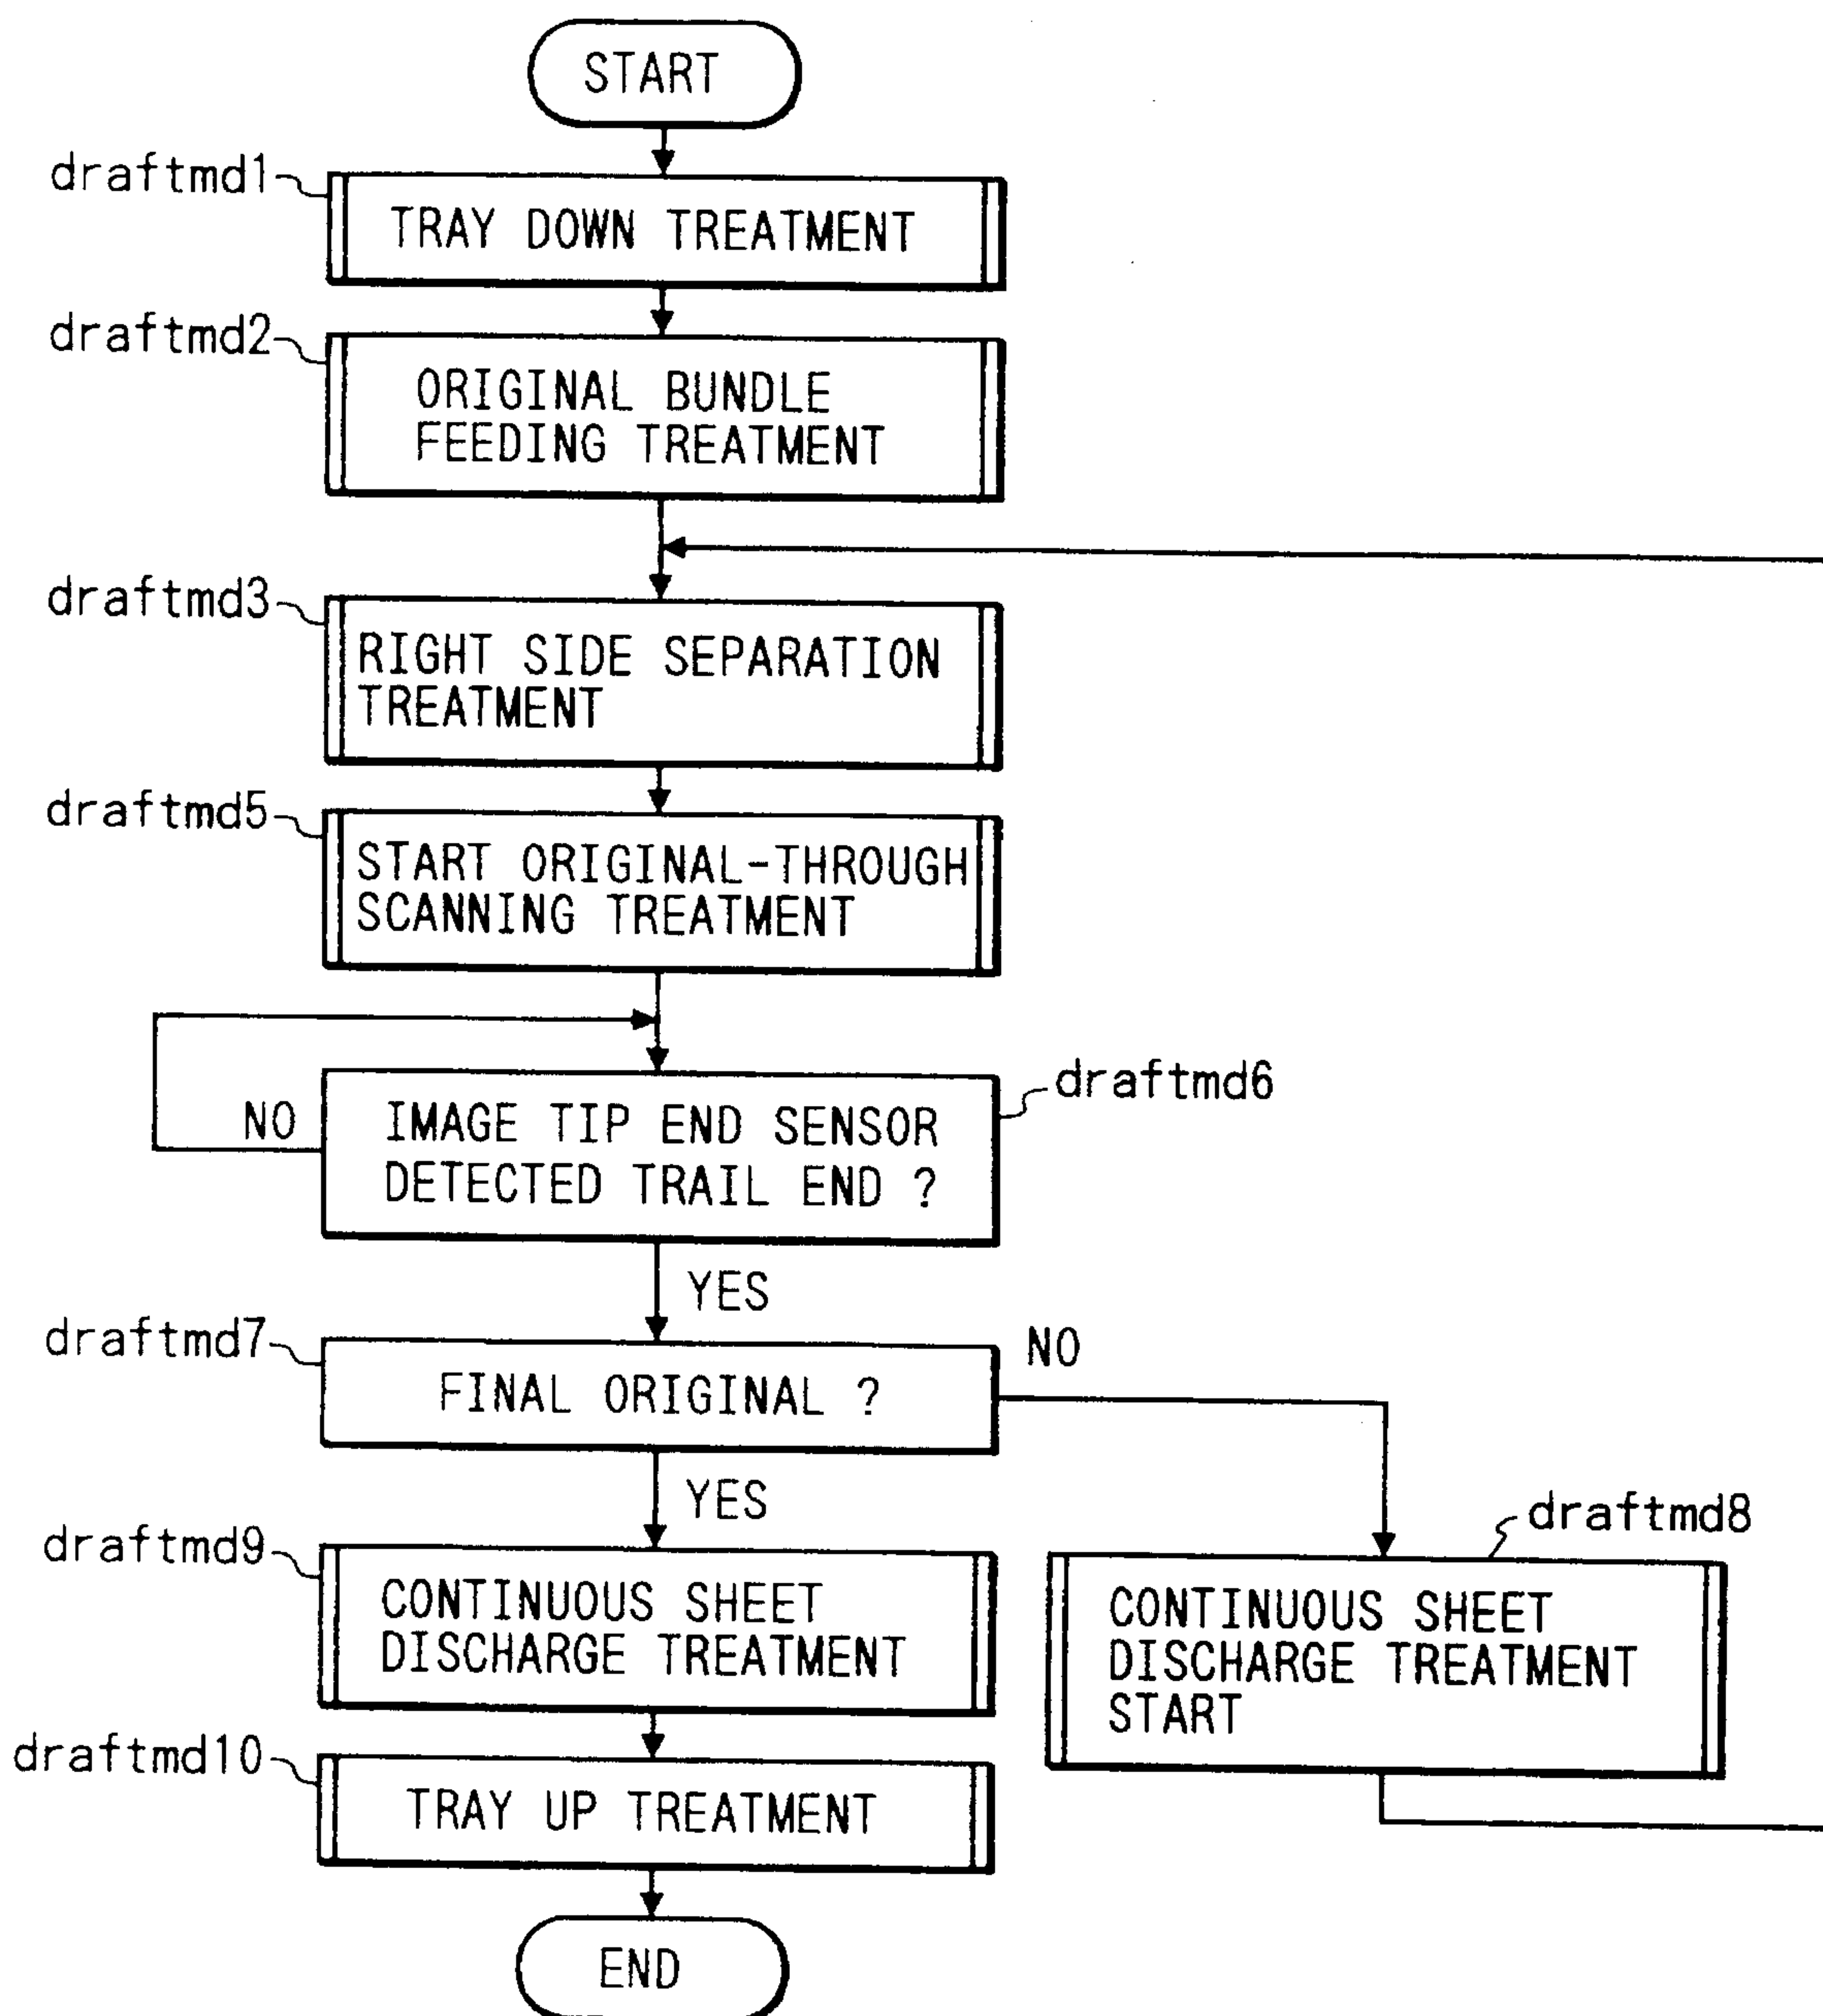 START
draftmd1
TRAY DOWN TREATMENT
draftmd2
ORIGINAL BUNDLE
FEEDING TREATMENT
draftmd3
RIGHT SIDE SEPARATION
TREATMENT
draftmd5
START ORIGINAL-THROUGH
SCANNING TREATMENT
draftmd6
NO
IMAGE TIP END SENSOR
DETECTED TRAIL END ?
YES
draftmd7
FINAL ORIGINAL ?
NO
YES
draftmd9
CONTINUOUS SHEET
DISCHARGE TREATMENT
draftmd8
CONTINUOUS SHEET
DISCHARGE TREATMENT
START
draftmd10
TRAY UP TREATMENT
END